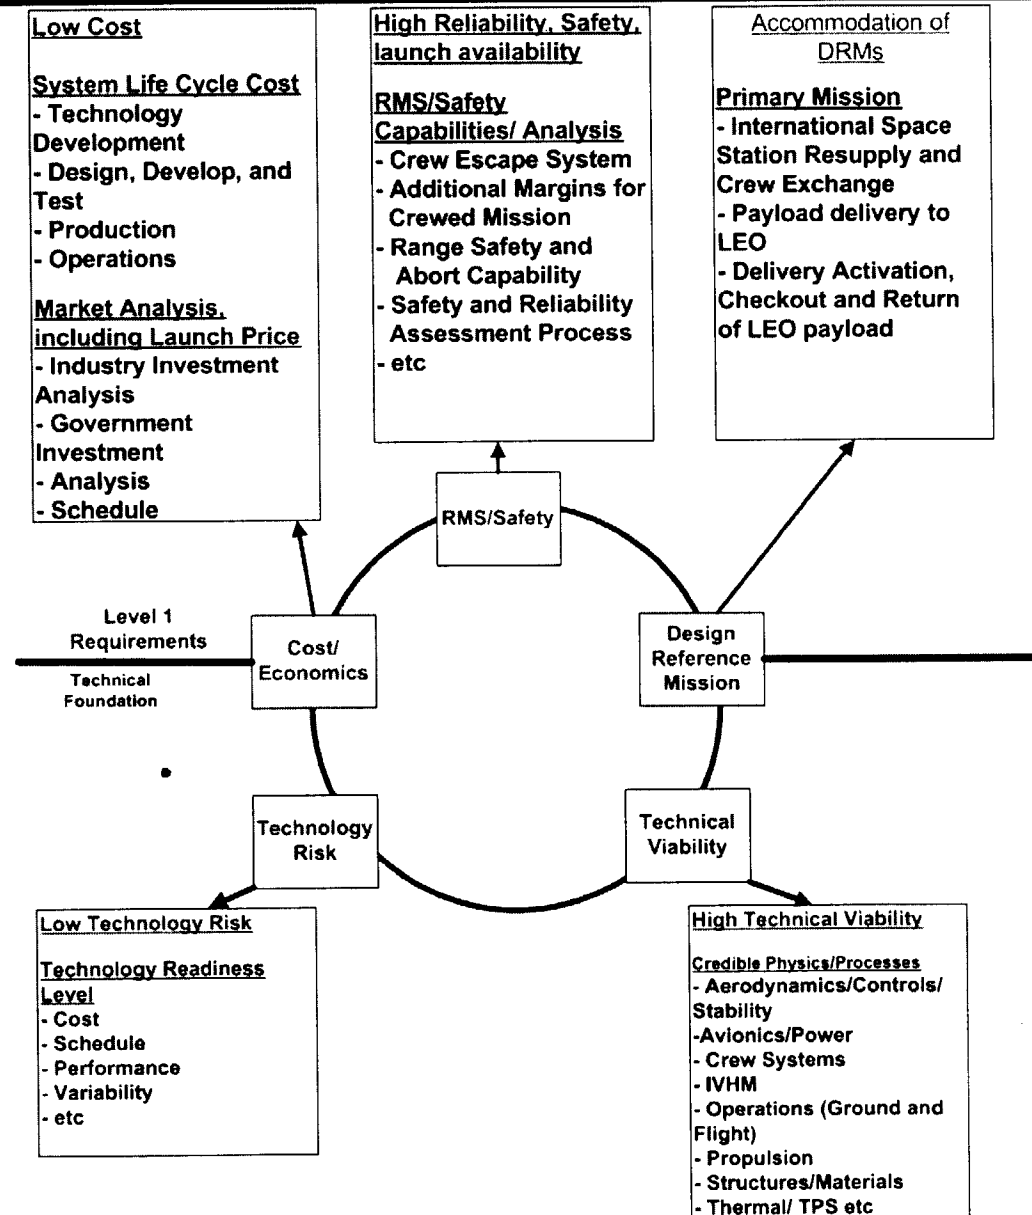 Low Cost
System Life Cycle Cost
- Technology
Development
- Design, Develop, and
Test
- Production
- Operations
Market Analysis,
including Launch Price
- Industry Investment
Analysis
- Government
Investment
- Analysis
- Schedule
High Reliability, Safety,
launch availability
RMS/Safety
Capabilities/ Analysis
- Crew Escape System
- Additional Margins for
Crewed Mission
- Range Safety and
Abort Capability
- Safety and Reliability
Assessment Process
- etc
Accommodation of
DRMs
Primary Mission
- International Space
Station Resupply and
Crew Exchange
- Payload delivery to
LEO
- Delivery Activation,
Checkout and Return
of LEO payload
RMS/Safety
Level 1
Requirements
Technical
Foundation
Cost/
Economics
Design
Reference
Mission
Technology
Risk
Technical
Viability
Low Technology Risk
Technology Readiness
Level
- Cost
- Schedule
- Performance
- Variability
- etc
High Technical Viability
Credible Physics/Processes
- Aerodynamics/Controls/
Stability
-Avionics/Power
- Crew Systems
- IVHM
- Operations (Ground and
Flight)
- Propulsion
- Structures/Materials
- Thermal/ TPS etc